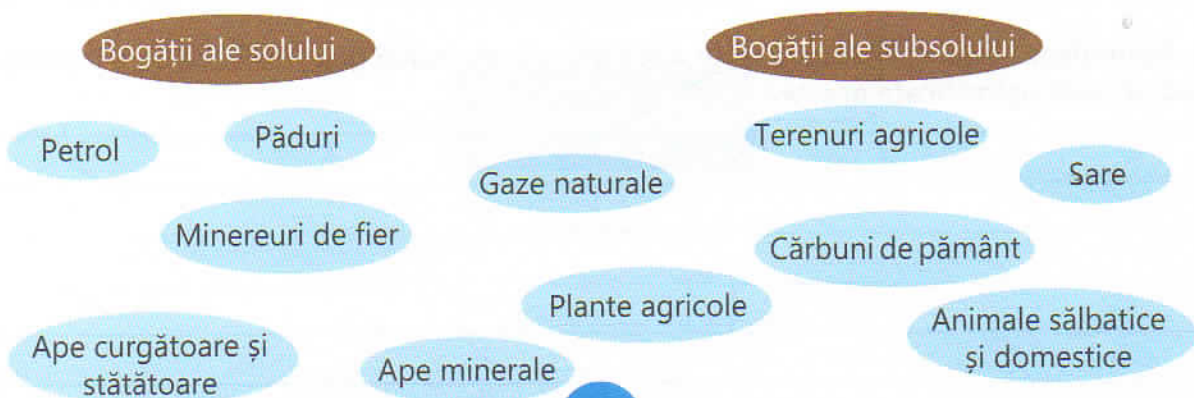 Bogății ale solului
Bogății ale subsolului
Petrol
Păduri
Terenuri agricole
Gaze naturale
Sare
Minereuri de fier
Cărbuni de pământ
Plante agricole
Ape curgătoare și
stătătoare
Ape minerale
Animale sălbatice
și domestice